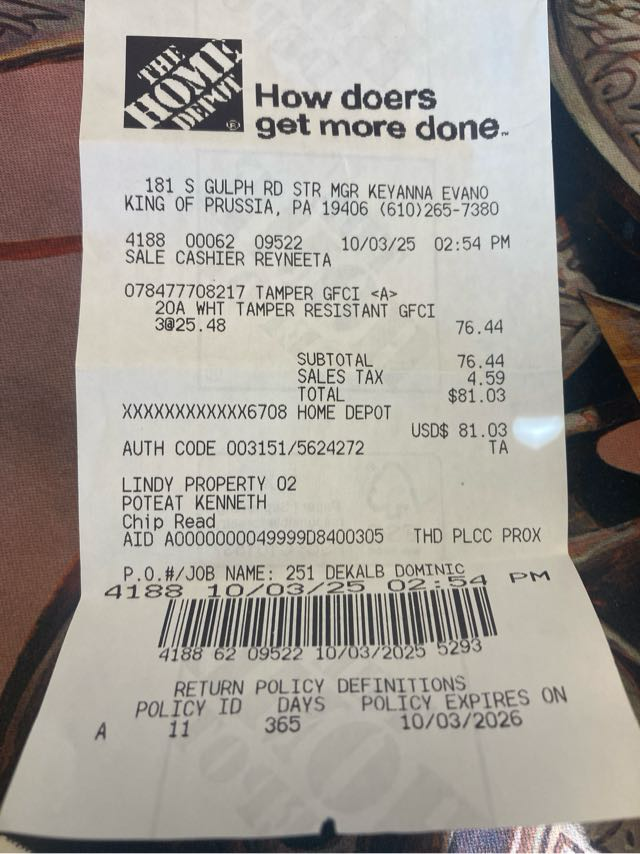 THE
HOME
DEPOT
®
How doers
get more done™
181 S GULPH RD STR MGR KEYANNA EVANO
KING OF PRUSSIA, PA 19406 (610)265-7380
4188 00062 09522 10/03/25 02:54 PM
SALE CASHIER REYNEETA
078477708217 TAMPER GFCI <A>
20A WHT TAMPER RESISTANT GFCI
3@25.48 76.44
SUBTOTAL 76.44
SALES TAX 4.59
TOTAL $81.03
XXXXXXXXXXXX6708 HOME DEPOT
USD$ 81.03
AUTH CODE 003151/5624272 TA
LINDY PROPERTY 02
POTEAT KENNETH
Chip Read
AID A0000000049999D8400305 THD PLCC PROX
P.O.#/JOB NAME: 251 DEKALB DOMINIC
4188 10/03/25 02:54 PM
4188 62 09522 10/03/2025 5293
RETURN POLICY DEFINITIONS
POLICY ID DAYS POLICY EXPIRES ON
A 11 365 10/03/2026